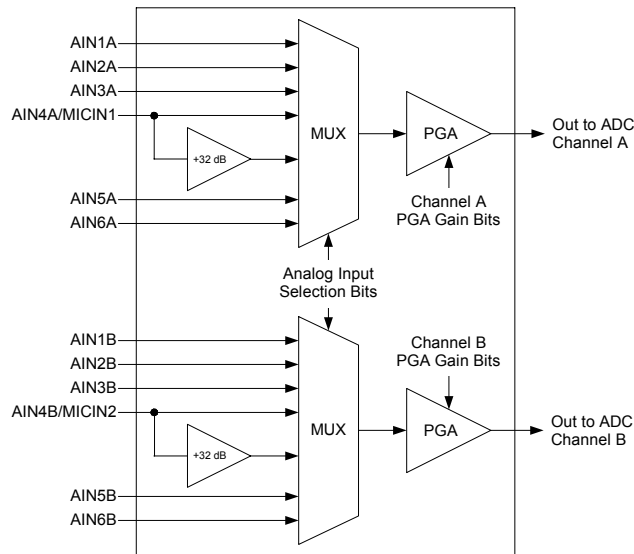 AIN1A
AIN2A
AIN3A
AIN4A/MICIN1
+32 dB
AIN5A
AIN6A
MUX
PGA
Out to ADC
Channel A
Channel A
PGA Gain Bits
Analog Input
Selection Bits
AIN1B
AIN2B
AIN3B
AIN4B/MICIN2
+32 dB
AIN5B
AIN6B
MUX
Channel B
PGA Gain Bits
PGA
Out to ADC
Channel B